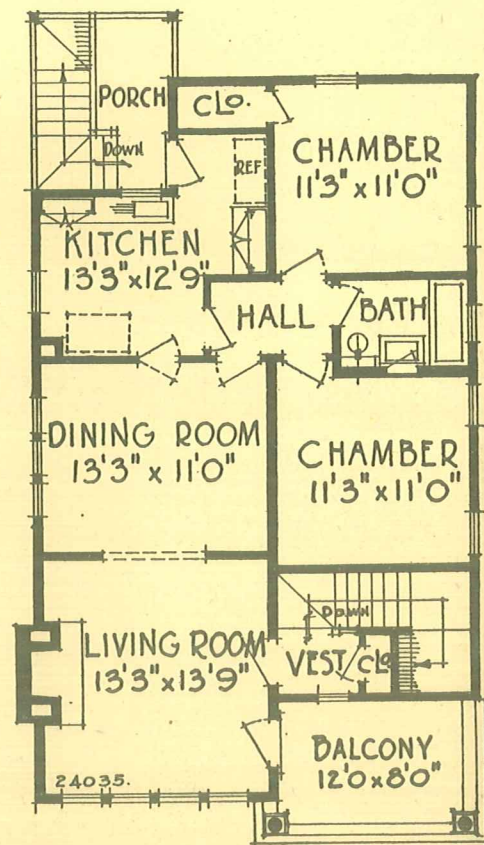 PORCH
DOWN
CLO.
REF
CHAMBER
11'3" x 11'0"
KITCHEN
13'3" x 12'9"
HALL
BATH
DINING ROOM
13'3" x 11'0"
CHAMBER
11'3" x 11'0"
DOWN
LIVING ROOM
13'3" x 13'9"
VEST
CLO
BALCONY
12'0 x 8'0"
24035.